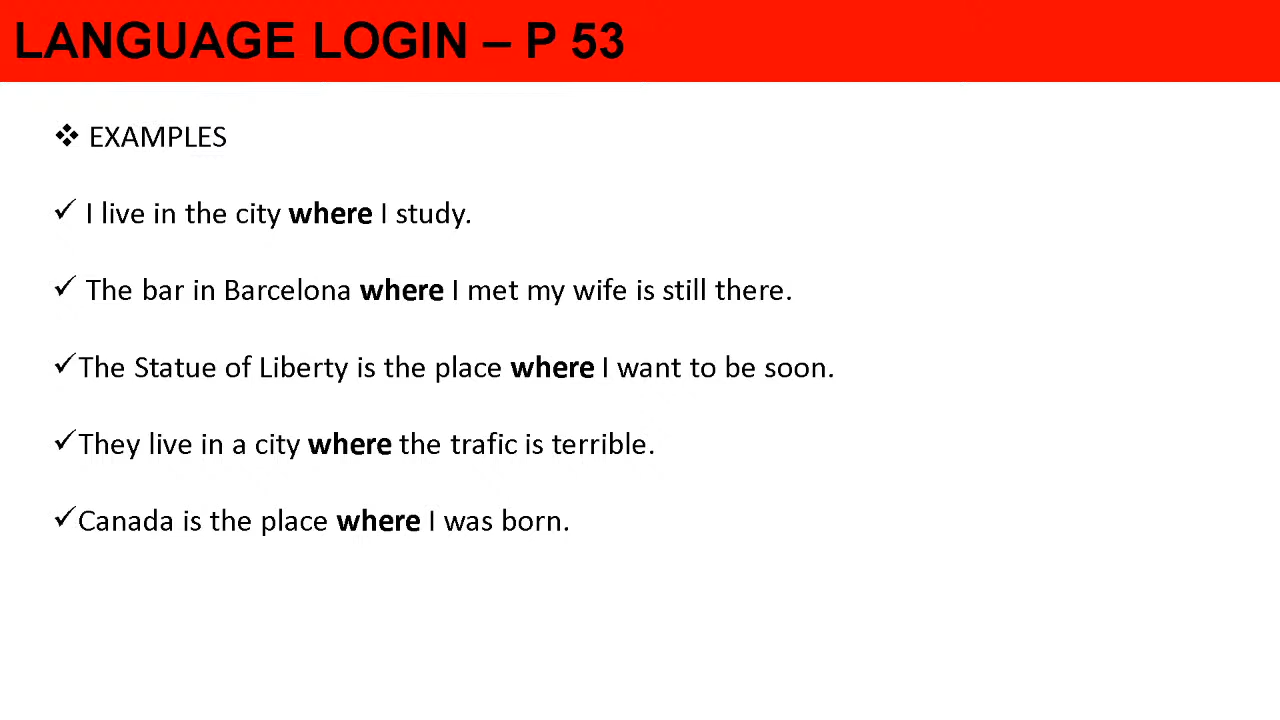 LANGUAGE LOGIN – P 53
❖ EXAMPLES
✓ I live in the city where I study.
✓ The bar in Barcelona where I met my wife is still there.
✓The Statue of Liberty is the place where I want to be soon.
✓They live in a city where the trafic is terrible.
✓Canada is the place where I was born.